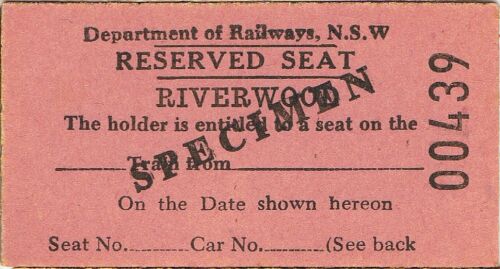 Department of Railways, N.S.W
RESERVED SEAT
RIVERWOOD
The holder is entitled to a seat on the
Train from
On the Date shown hereon
Seat No. Car No. (See back
SPECIMEN
00439